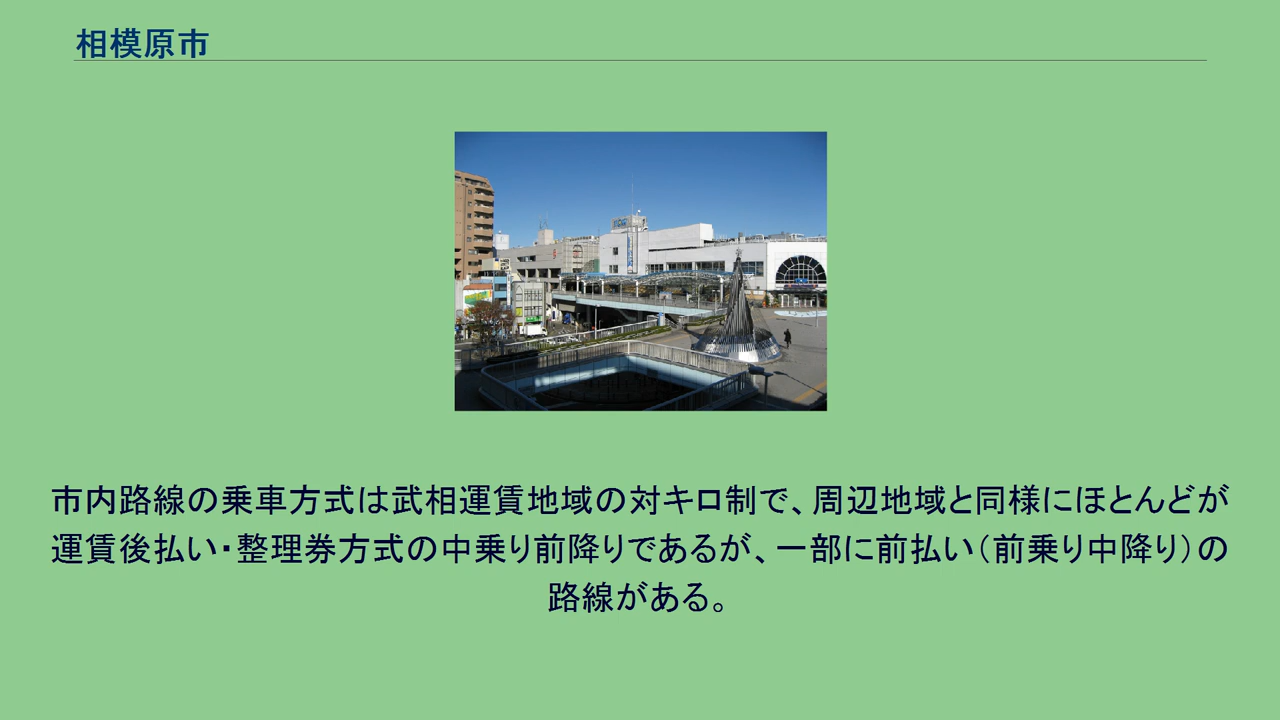 相模原市
市内路線の乗車方式は武相運賃地域の対キロ制で、周辺地域と同様にほとんどが
運賃後払い・整理券方式の中乗り前降りであるが、一部に前払い（前乗り中降り）の
路線がある。